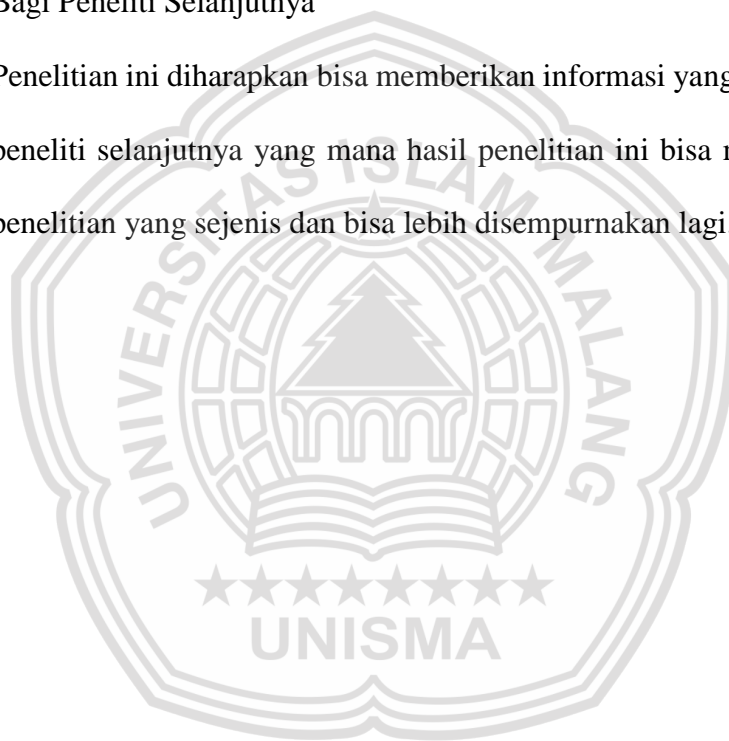 Bagi Peneliti Selanjutnya
Penelitian ini diharapkan bisa memberikan informasi yang
peneliti selanjutnya yang mana hasil penelitian ini bisa
penelitian yang sejenis dan bisa lebih disempurnakan lagi.
UNIVERSITAS ISLAM MALANG
UNISMA